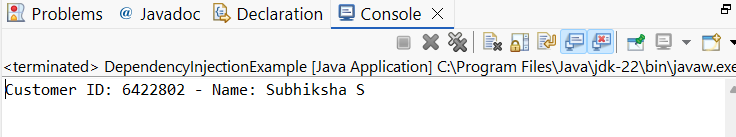 Problems @ Javadoc Declaration Console
<terminated> DependencyInjectionExample [Java Application] C:\Program Files\Java\jdk-22\bin\javaw.exe
Customer ID: 6422802 - Name: Subhiksha S